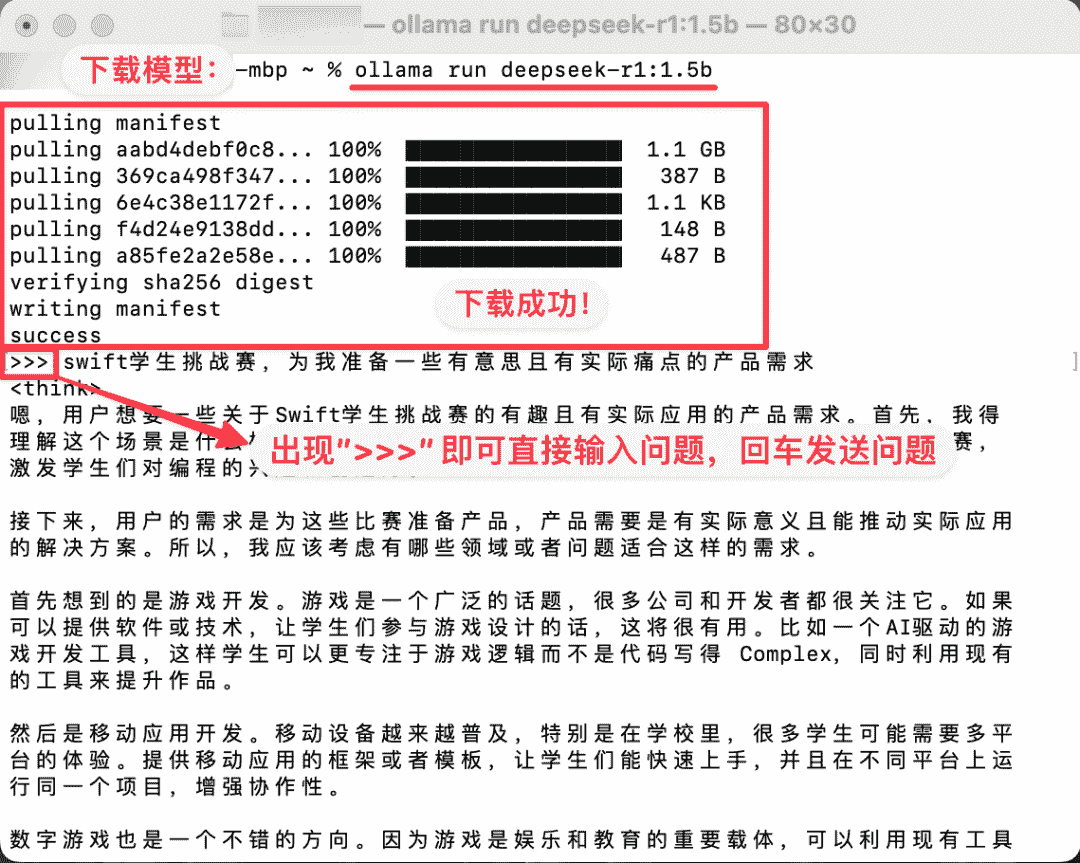 — ollama run deepseek-r1:1.5b — 80×30
下载模型：-mbp ~ % ollama run deepseek-r1:1.5b
pulling manifest
pulling aabd4debf0c8... 100% 1.1 GB
pulling 369ca498f347... 100% 387 B
pulling 6e4c38e1172f... 100% 1.1 KB
pulling f4d24e9138dd... 100% 148 B
pulling a85fe2a2e58e... 100% 487 B
verifying sha256 digest
writing manifest
下载成功！
success
>>> swift学生挑战赛，为我准备一些有意思且有实际痛点的产品需求
<think>
嗯，用户想要一些关于Swift学生挑战赛的有趣且有实际应用的产品需求。首先，我得
理解这个场景是什么 赛，
出现">>>"即可直接输入问题，回车发送问题
激发学生们对编程的兴
接下来，用户的需求是为这些比赛准备产品，产品需要是有实际意义且能推动实际应用
的解决方案。所以，我应该考虑有哪些领域或者问题适合这样的需求。
首先想到的是游戏开发。游戏是一个广泛的话题，很多公司和开发者都很关注它。如果
可以提供软件或技术，让学生们参与游戏设计的话，这将很有用。比如一个AI驱动的游
戏开发工具，这样学生可以更专注于游戏逻辑而不是代码写得 Complex，同时利用现有
的工具来提升作品。
然后是移动应用开发。移动设备越来越普及，特别是在学校里，很多学生可能需要多平
台的体验。提供移动应用的框架或者模板，让学生们能快速上手，并且在不同平台上运
行同一个项目，增强协作性。
数字游戏也是一个不错的方向。因为游戏是娱乐和教育的重要载体，可以利用现有工具